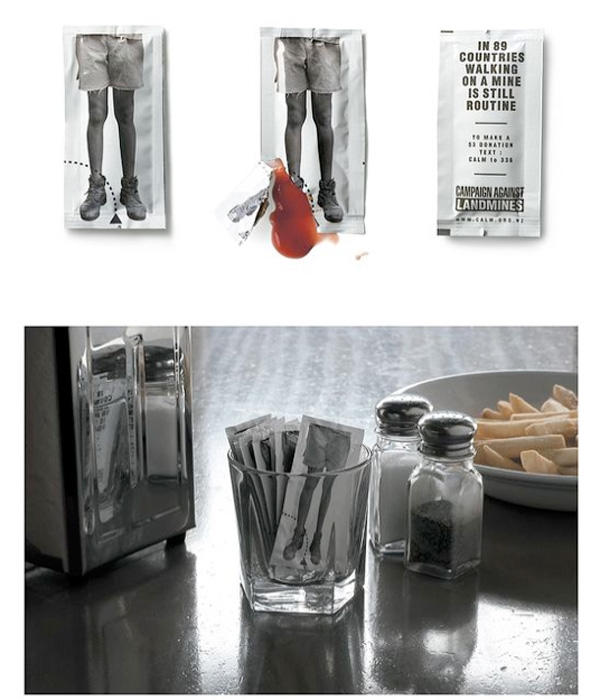 IN 89
COUNTRIES
WALKING
ON A MINE
IS STILL
ROUTINE
TO MAKE A
$3 DONATION
TEXT :
CALM to 336
CAMPAIGN AGAINST
LANDMINES
WWW.CALM.ORG.NZ